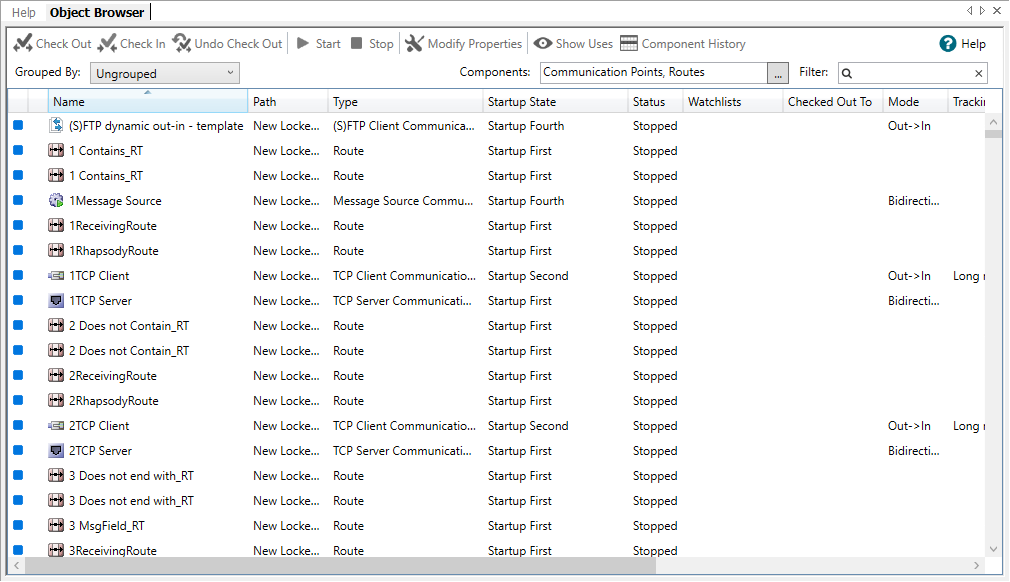 Help Object Browser
Check Out Check In Undo Check Out Start Stop Modify Properties Show Uses Component History Help
Grouped By: Ungrouped Components: Communication Points, Routes ... Filter:
Name Path Type Startup State Status Watchlists Checked Out To Mode Trackin
(S)FTP dynamic out-in - template New Locke... (S)FTP Client Communica... Startup Fourth Stopped Out->In
1 Contains_RT New Locke... Route Startup First Stopped
1 Contains_RT New Locke... Route Startup First Stopped
1Message Source New Locke... Message Source Commu... Startup Fourth Stopped Bidirecti...
1ReceivingRoute New Locke... Route Startup First Stopped
1RhapsodyRoute New Locke... Route Startup First Stopped
1TCP Client New Locke... TCP Client Communicatio... Startup Second Stopped Out->In Long
1TCP Server New Locke... TCP Server Communicati... Startup First Stopped Bidirecti...
2 Does not Contain_RT New Locke... Route Startup First Stopped
2 Does not Contain_RT New Locke... Route Startup First Stopped
2ReceivingRoute New Locke... Route Startup First Stopped
2RhapsodyRoute New Locke... Route Startup First Stopped
2TCP Client New Locke... TCP Client Communicatio... Startup Second Stopped Out->In Long
2TCP Server New Locke... TCP Server Communicati... Startup First Stopped Bidirecti...
3 Does not end with_RT New Locke... Route Startup First Stopped
3 Does not end with_RT New Locke... Route Startup First Stopped
3 MsgField_RT New Locke... Route Startup First Stopped
3ReceivingRoute New Locke... Route Startup First Stopped